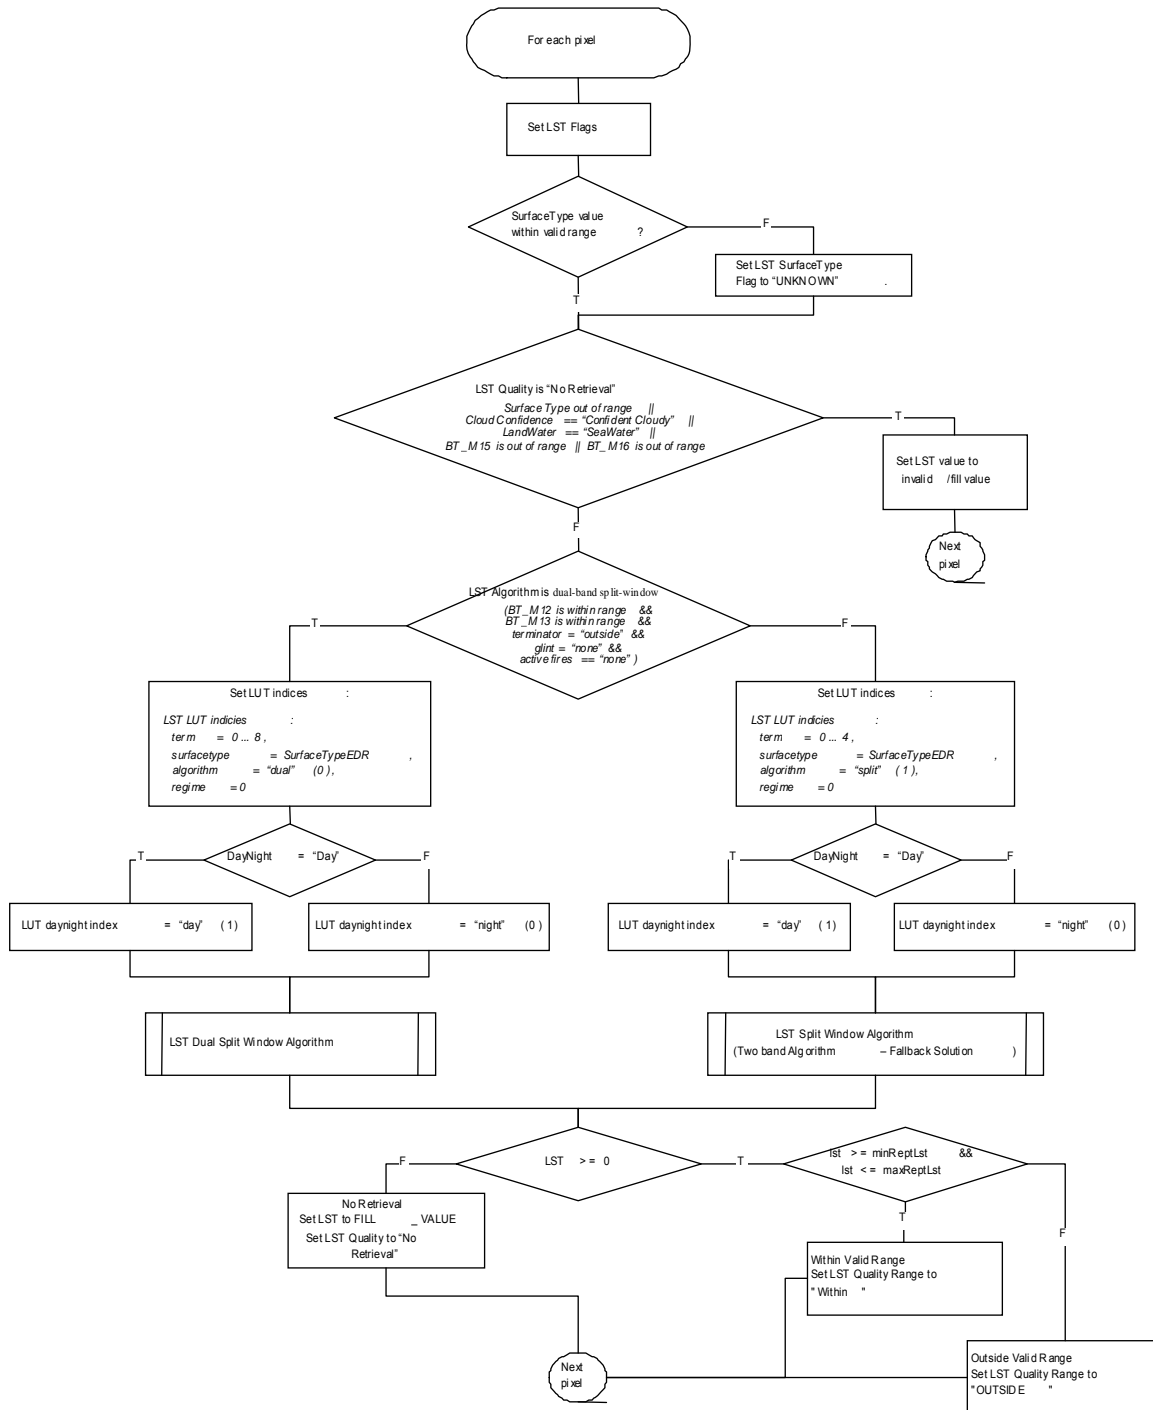 For each pixel
Set LST Flags
SurfaceType value
within valid range ?
F
Set LST SurfaceType
Flag to “UNKNOWN” .
T
LST Quality is “No Retrieval”
Surface Type out of range ||
Cloud Confidence == “Confident Cloudy” ||
LandWater == “SeaWater” ||
BT_M15 is out of range || BT_M16 is out of range
T
Set LST value to
invalid /fill value
Next
pixel
F
LST Algorithm is dual-band split-window
(BT_M12 is within range &&
BT_M13 is within range &&
terminator = “outside” &&
glint = “none” &&
active fires == “none” )
T
F
Set LUT indices :
LST LUT indicies :
term = 0 ... 8 ,
surfacetype = SurfaceTypeEDR ,
algorithm = “dual” (0 ),
regime = 0
Set LUT indices :
LST LUT indicies :
term = 0 ... 4 ,
surfacetype = SurfaceTypeEDR ,
algorithm = “split” ( 1 ),
regime = 0
T
DayNight = “Day”
F
T
DayNight = “Day”
F
LUT daynight index = “day” ( 1 )
LUT daynight index = “night” (0 )
LUT daynight index = “day” ( 1 )
LUT daynight index = “night” (0 )
LST Dual Split Window Algorithm
LST Split Window Algorithm
(Two band Algorithm – Fallback Solution )
F
LST >= 0
T
lst >= minReptLst &&
lst <= maxReptLst
No Retrieval
Set LST to FILL _ VALUE
Set LST Quality to “No
Retrieval”
T
F
Within Valid Range
Set LST Quality Range to
" Within "
Next
pixel
Outside Valid Range
Set LST Quality Range to
"OUTSIDE "